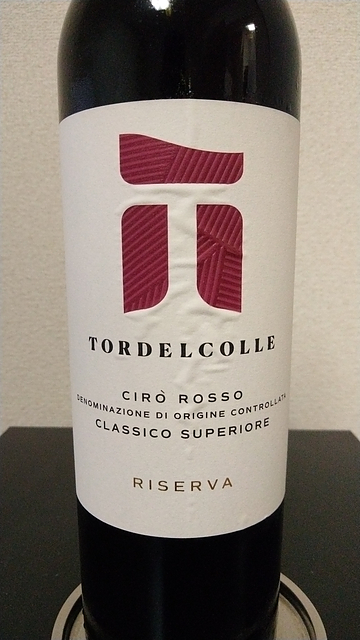 TORDELCOLLE
CIRÒ ROSSO
DENOMINAZIONE DI ORIGINE CONTROLLATA
CLASSICO SUPERIORE
RISERVA